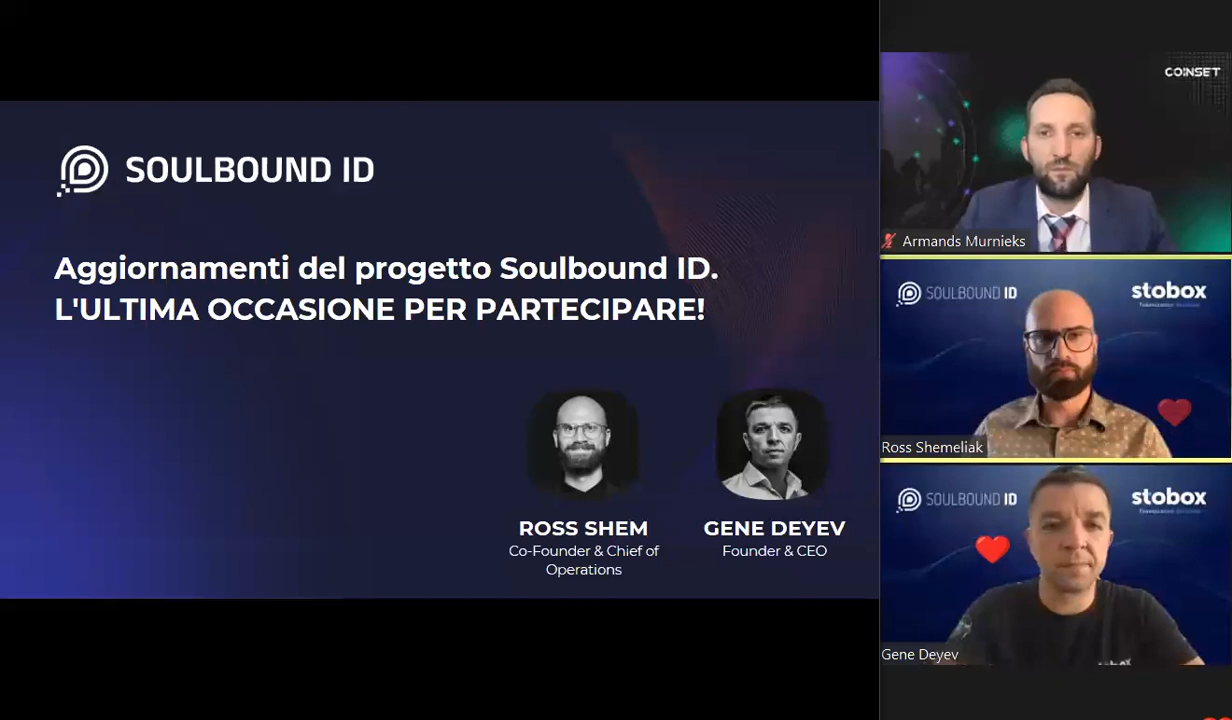 SOULBOUND ID
Aggiornamenti del progetto Soulbound ID.
L'ULTIMA OCCASIONE PER PARTECIPARE!
ROSS SHEM
Co-Founder & Chief of
Operations
GENE DEYEV
Founder & CEO
COINSET
Armands Murnieks
SOULBOUND ID
stobox
Ross Shemeliak
SOULBOUND ID
stobox
Gene Deyev